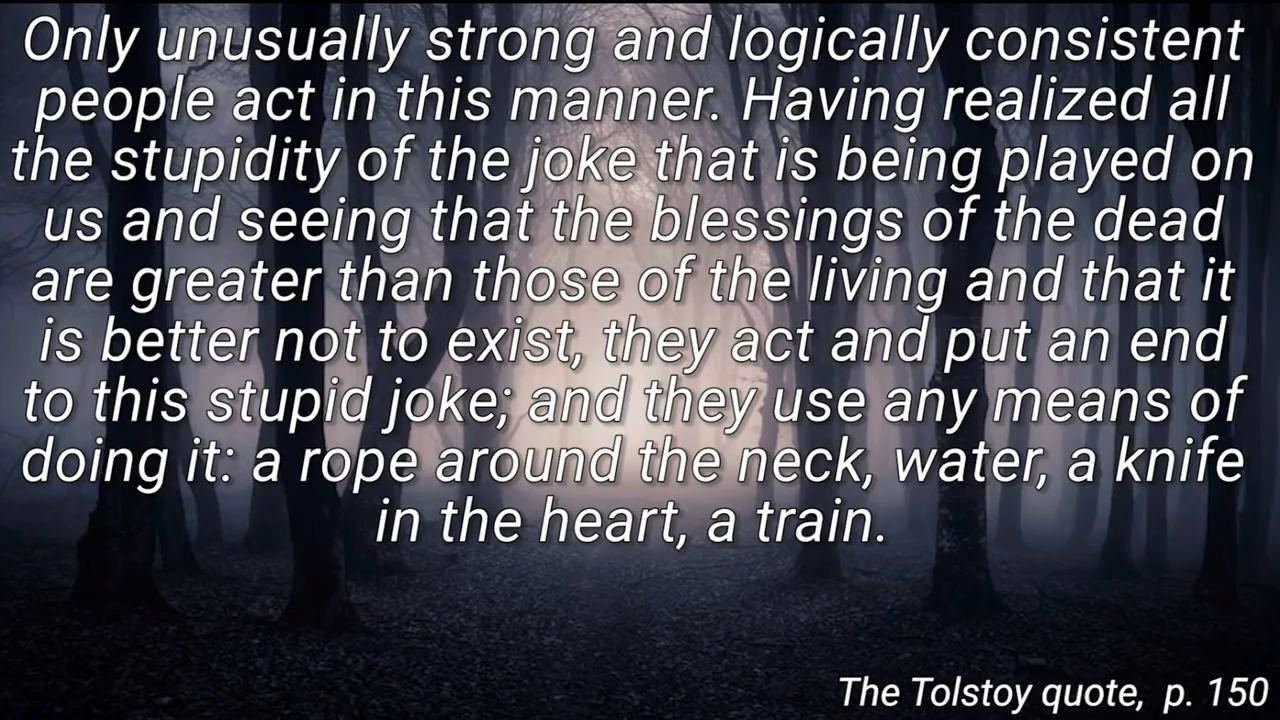 Only unusually strong and logically consistent
people act in this manner. Having realized all
the stupidity of the joke that is being played on
us and seeing that the blessings of the dead
are greater than those of the living and that it
is better not to exist, they act and put an end
to this stupid joke; and they use any means of
doing it: a rope around the neck, water, a knife
in the heart, a train.
The Tolstoy quote, p. 150